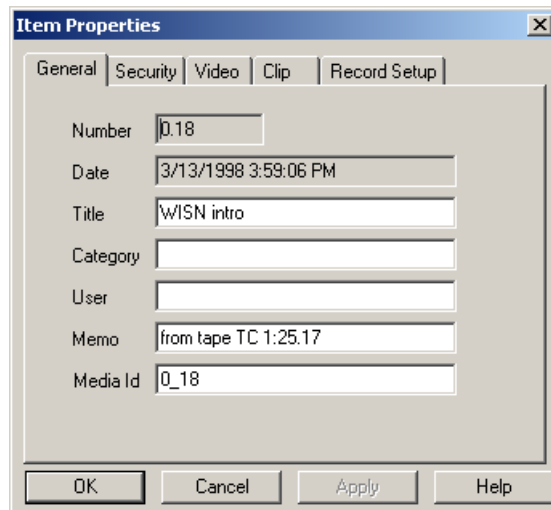 Item Properties
General Security Video Clip Record Setup
Number 0.18
Date 3/13/1998 3:59:06 PM
Title WISN intro
Category
User
Memo from tape TC 1:25.17
Media Id 0_18
OK Cancel Apply Help